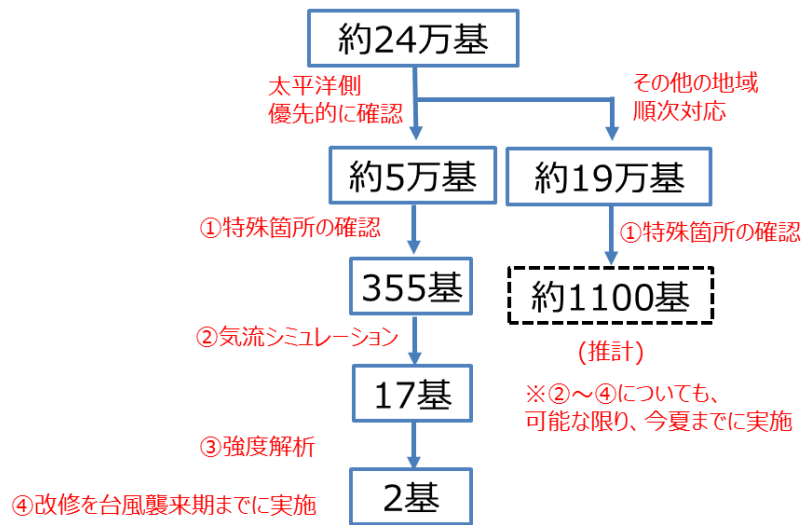 約24万基
太平洋側
優先的に確認
その他の地域
順次対応
約5万基
約19万基
①特殊箇所の確認
①特殊箇所の確認
355基
約1100基
②気流シミュレーション
(推計)
17基
※②～④についても、
可能な限り、今夏までに実施
③強度解析
④改修を台風襲来期までに実施
2基